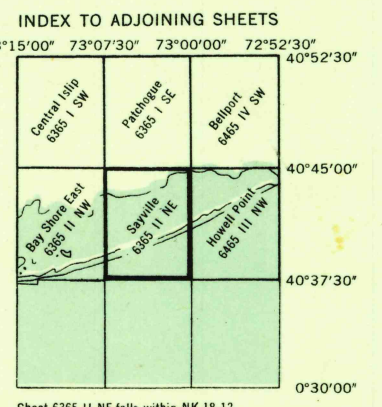 INDEX TO ADJOINING SHEETS
°15'00" 73°07'30" 73°00'00" 72°52'30"
40°52'30"
Central Islip
6365 I SW
Patchogue
6365 I SE
Bellport
6465 IV SW
40°45'00"
Bay Shore East
6365 II NW
Sayville
6365 II NE
Howell Point
6465 III NW
40°37'30"
0°30'00"
Sheet 6365 II NE falls within NK 18-12